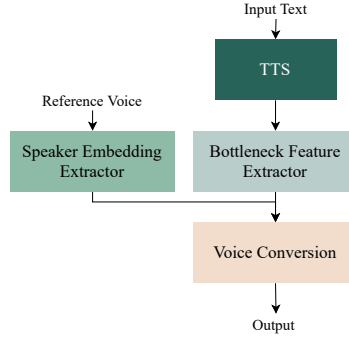 Input Text
TTS
Reference Voice
Speaker Embedding
Extractor
Bottleneck Feature
Extractor
Voice Conversion
Output